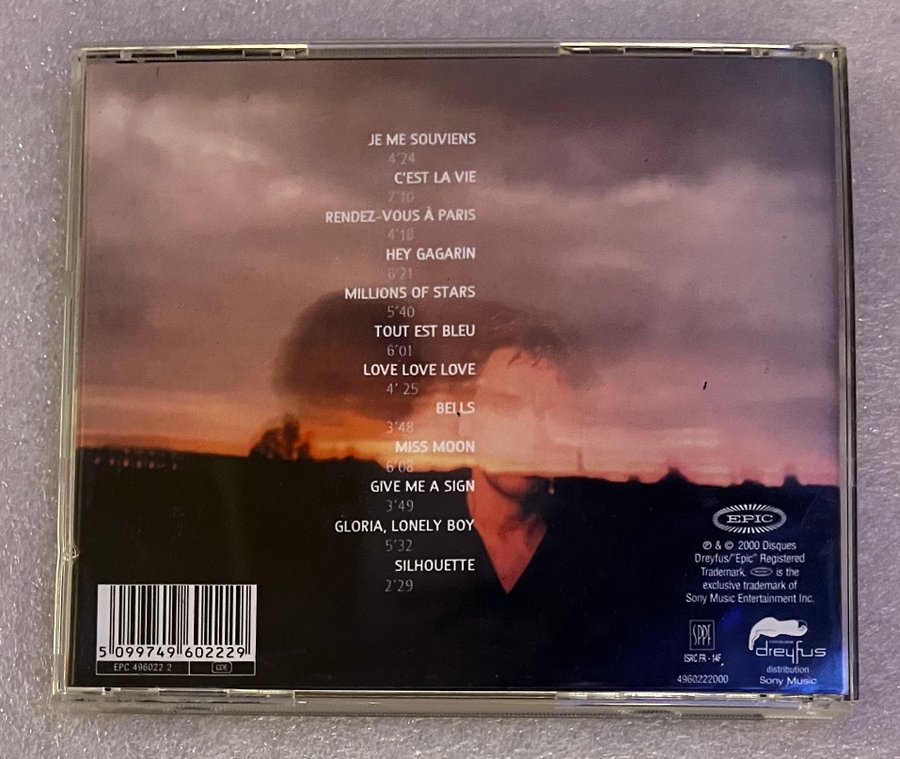 JE ME SOUVIENS
4'24
C'EST LA VIE
7'10
RENDEZ-VOUS À PARIS
4'18
HEY GAGARIN
6'21
MILLIONS OF STARS
5'40
TOUT EST BLEU
6'01
LOVE LOVE LOVE
4'25
BELLS
3'48
MISS MOON
6'08
GIVE ME A SIGN
3'49
GLORIA, LONELY BOY
5'32
SILHOUETTE
2'29
EPIC
℗ & © 2000 Disques
Dreyfus/"Epic" Registered
Trademark. is the
exclusive trademark of
Sony Music Entertainment Inc.
SPPF
ISRC FR - 14F
4960222000
dreyfus
distribution
Sony Music
5 099749 602229
EPC 496022 2